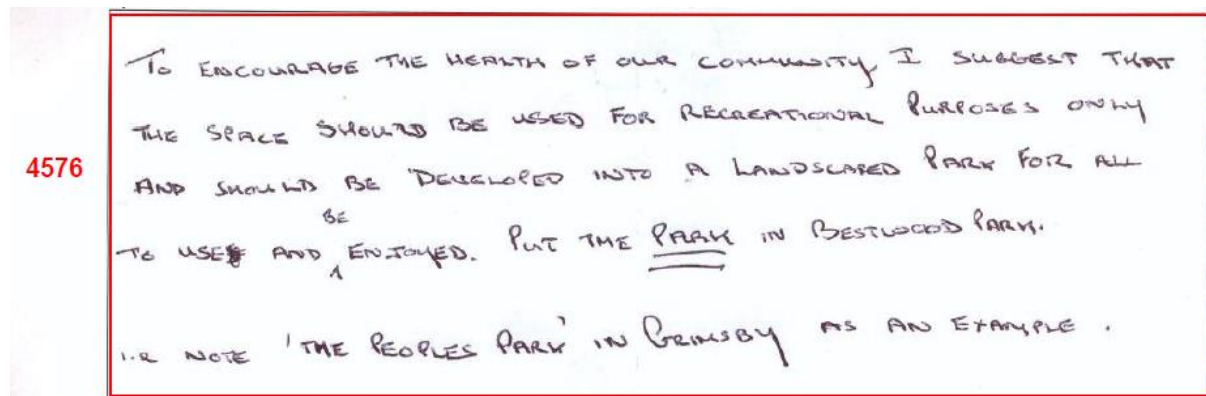 To ENCOURAGE THE HEALTH OF OUR COMMUNITY, I SUGGEST THAT
THE SPACE SHOULD BE USED FOR RECREATIONAL PURPOSES ONLY
4576
AND SHOULD BE DEVELOPED INTO A LANDSCAPED PARK FOR ALL
BE
TO USE AND ENJOYED. PUT THE PARK IN BESTWOOD PARK.
I.E NOTE 'THE PEOPLES PARK' IN GRIMSBY AS AN EXAMPLE.